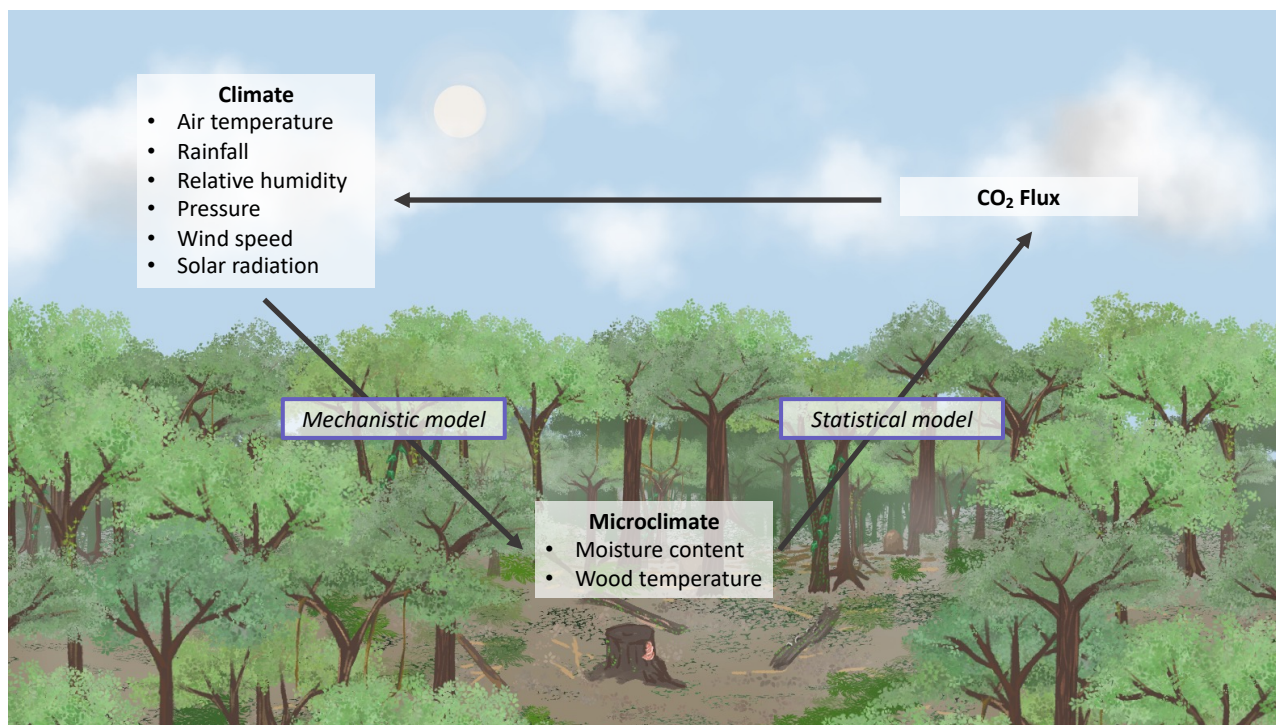 Climate
• Air temperature
• Rainfall
• Relative humidity
• Pressure
• Wind speed
• Solar radiation
CO₂ Flux
Mechanistic model
Statistical model
Microclimate
• Moisture content
• Wood temperature